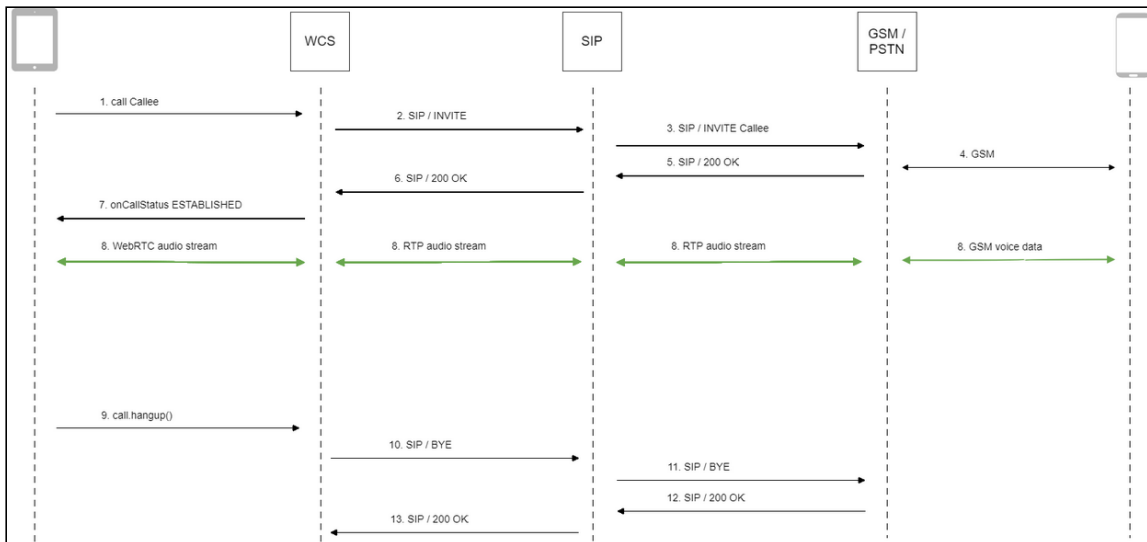 WCS
SIP
GSM /
PSTN
1. call Callee
2. SIP / INVITE
3. SIP / INVITE Callee
4. GSM
5. SIP / 200 OK
6. SIP / 200 OK
7. onCallStatus ESTABLISHED
8. WebRTC audio stream
8. RTP audio stream
8. RTP audio stream
8. GSM voice data
9. call.hangup()
10. SIP / BYE
11. SIP / BYE
12. SIP / 200 OK
13. SIP / 200 OK